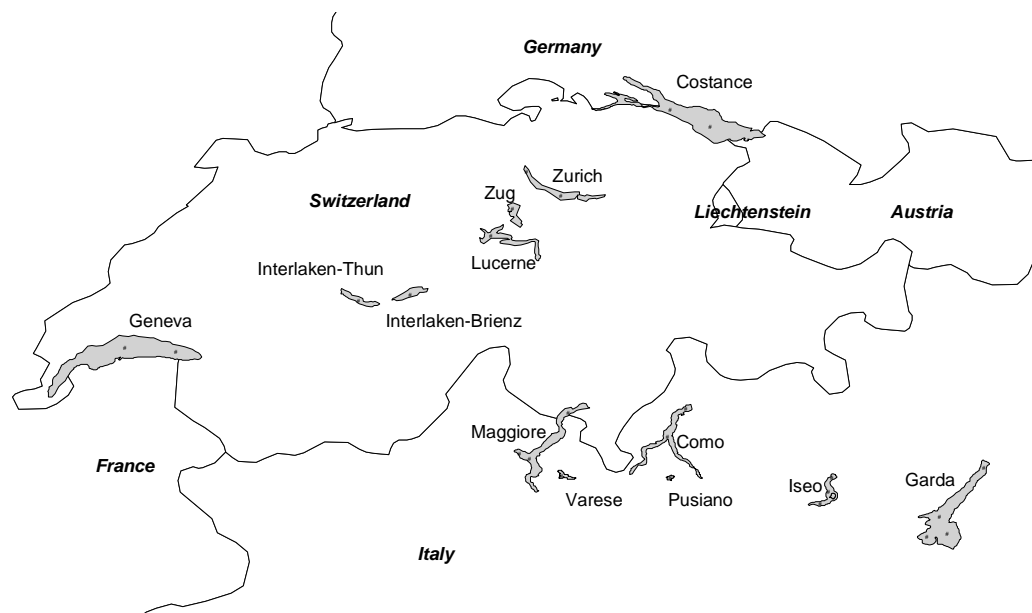 Germany
Costance
Zurich
Zug
Switzerland
Liechtenstein
Austria
Lucerne
Interlaken-Thun
Interlaken-Brienz
Geneva
Maggiore
Como
France
Varese
Pusiano
Iseo
Garda
Italy